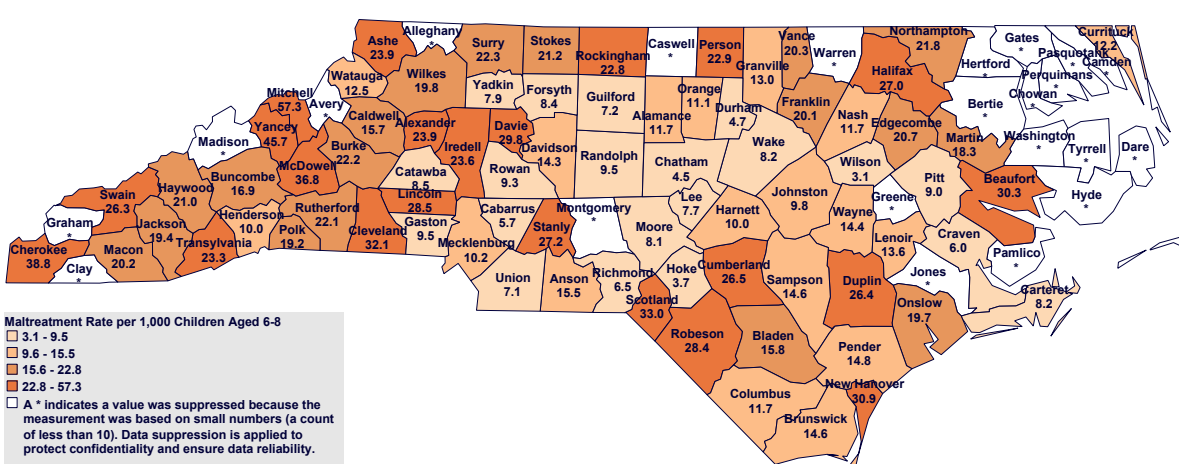 Alleghany
*
Ashe
23.9
Surry
22.3
Stokes
21.2
Rockingham
22.8
Caswell
*
Person
22.9
Granville
13.0
Vance
20.3
Warren
*
Northampton
21.8
Halifax
27.0
Gates
*
Hertford
*
Pasquotank
*
Currituck
12.2
Camden
*
Perquimans
*
Chowan
*
Bertie
*
Watauga
12.5
Wilkes
19.8
Yadkin
7.9
Forsyth
8.4
Guilford
7.2
Alamance
11.7
Orange
11.1
Durham
4.7
Franklin
20.1
Nash
11.7
Edgecombe
20.7
Martin
18.3
Washington
*
Tyrrell
*
Dare
*
Mitchell
57.3
Avery
*
Caldwell
15.7
Alexander
23.9
Iredell
23.6
Davie
29.8
Davidson
14.3
Randolph
9.5
Chatham
4.5
Wake
8.2
Wilson
3.1
Pitt
9.0
Beaufort
30.3
Hyde
*
Madison
*
Yancey
45.7
McDowell
36.8
Burke
22.2
Catawba
8.5
Rowan
9.3
Lee
7.7
Johnston
9.8
Greene
*
Swain
26.3
Haywood
21.0
Buncombe
16.9
Rutherford
22.1
Lincoln
28.5
Cabarrus
5.7
Stanly
27.2
Montgomery
*
Moore
8.1
Harnett
10.0
Wayne
14.4
Lenoir
13.6
Craven
6.0
Pamlico
*
Graham
*
Jackson
19.4
Henderson
10.0
Polk
19.2
Cleveland
32.1
Gaston
9.5
Mecklenburg
10.2
Cherokee
38.8
Clay
*
Macon
20.2
Transylvania
23.3
Union
7.1
Anson
15.5
Richmond
6.5
Hoke
3.7
Cumberland
26.5
Sampson
14.6
Duplin
26.4
Jones
*
Onslow
19.7
Carteret
8.2
Scotland
33.0
Robeson
28.4
Bladen
15.8
Pender
14.8
Columbus
11.7
New Hanover
30.9
Brunswick
14.6
Maltreatment Rate per 1,000 Children Aged 6-8
3.1 - 9.5
9.6 - 15.5
15.6 - 22.8
22.8 - 57.3
A * indicates a value was suppressed because the
measurement was based on small numbers (a count
of less than 10). Data suppression is applied to
protect confidentiality and ensure data reliability.